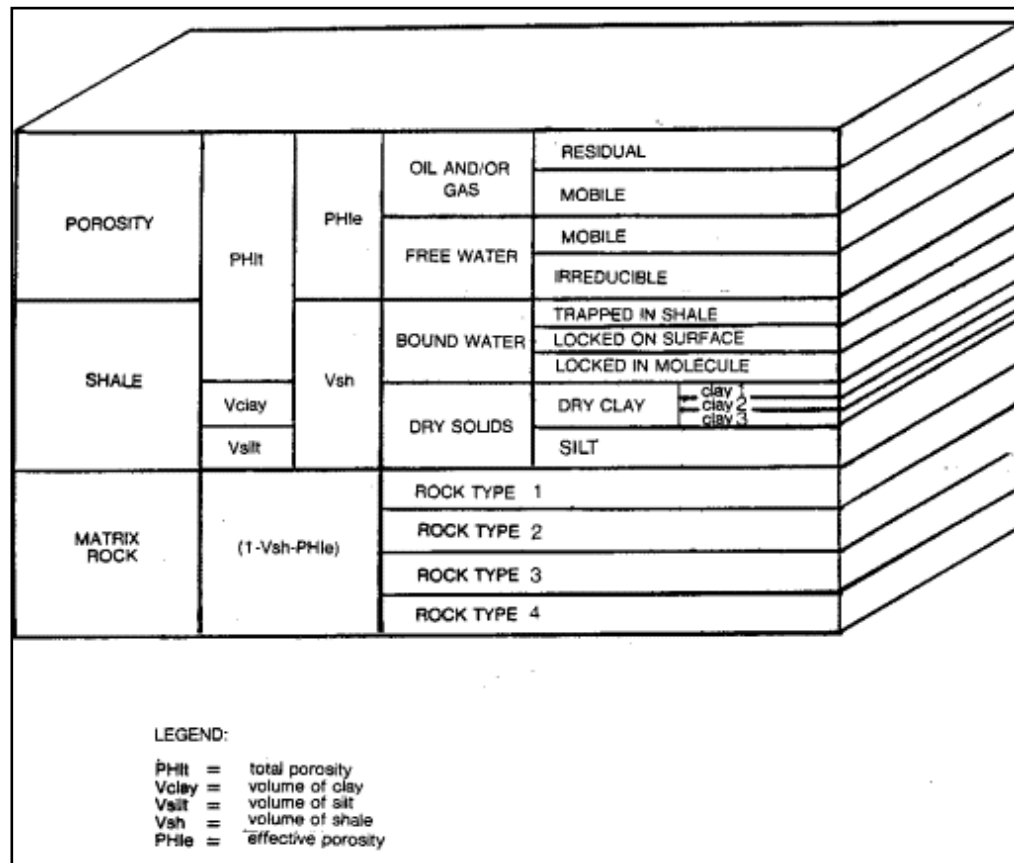 POROSITY
SHALE
MATRIX
ROCK
PHIt
Vclay
Vsilt
PHIe
Vsh
(1-Vsh-PHIe)
OIL AND/OR
GAS
FREE WATER
BOUND WATER
DRY SOLIDS
RESIDUAL
MOBILE
MOBILE
IRREDUCIBLE
TRAPPED IN SHALE
LOCKED ON SURFACE
LOCKED IN MOLECULE
DRY CLAY
clay 1
clay 2
clay 3
SILT
ROCK TYPE 1
ROCK TYPE 2
ROCK TYPE 3
ROCK TYPE 4
LEGEND:
PHIt = total porosity
Vclay = volume of clay
Vsilt = volume of silt
Vsh = volume of shale
PHIe = effective porosity